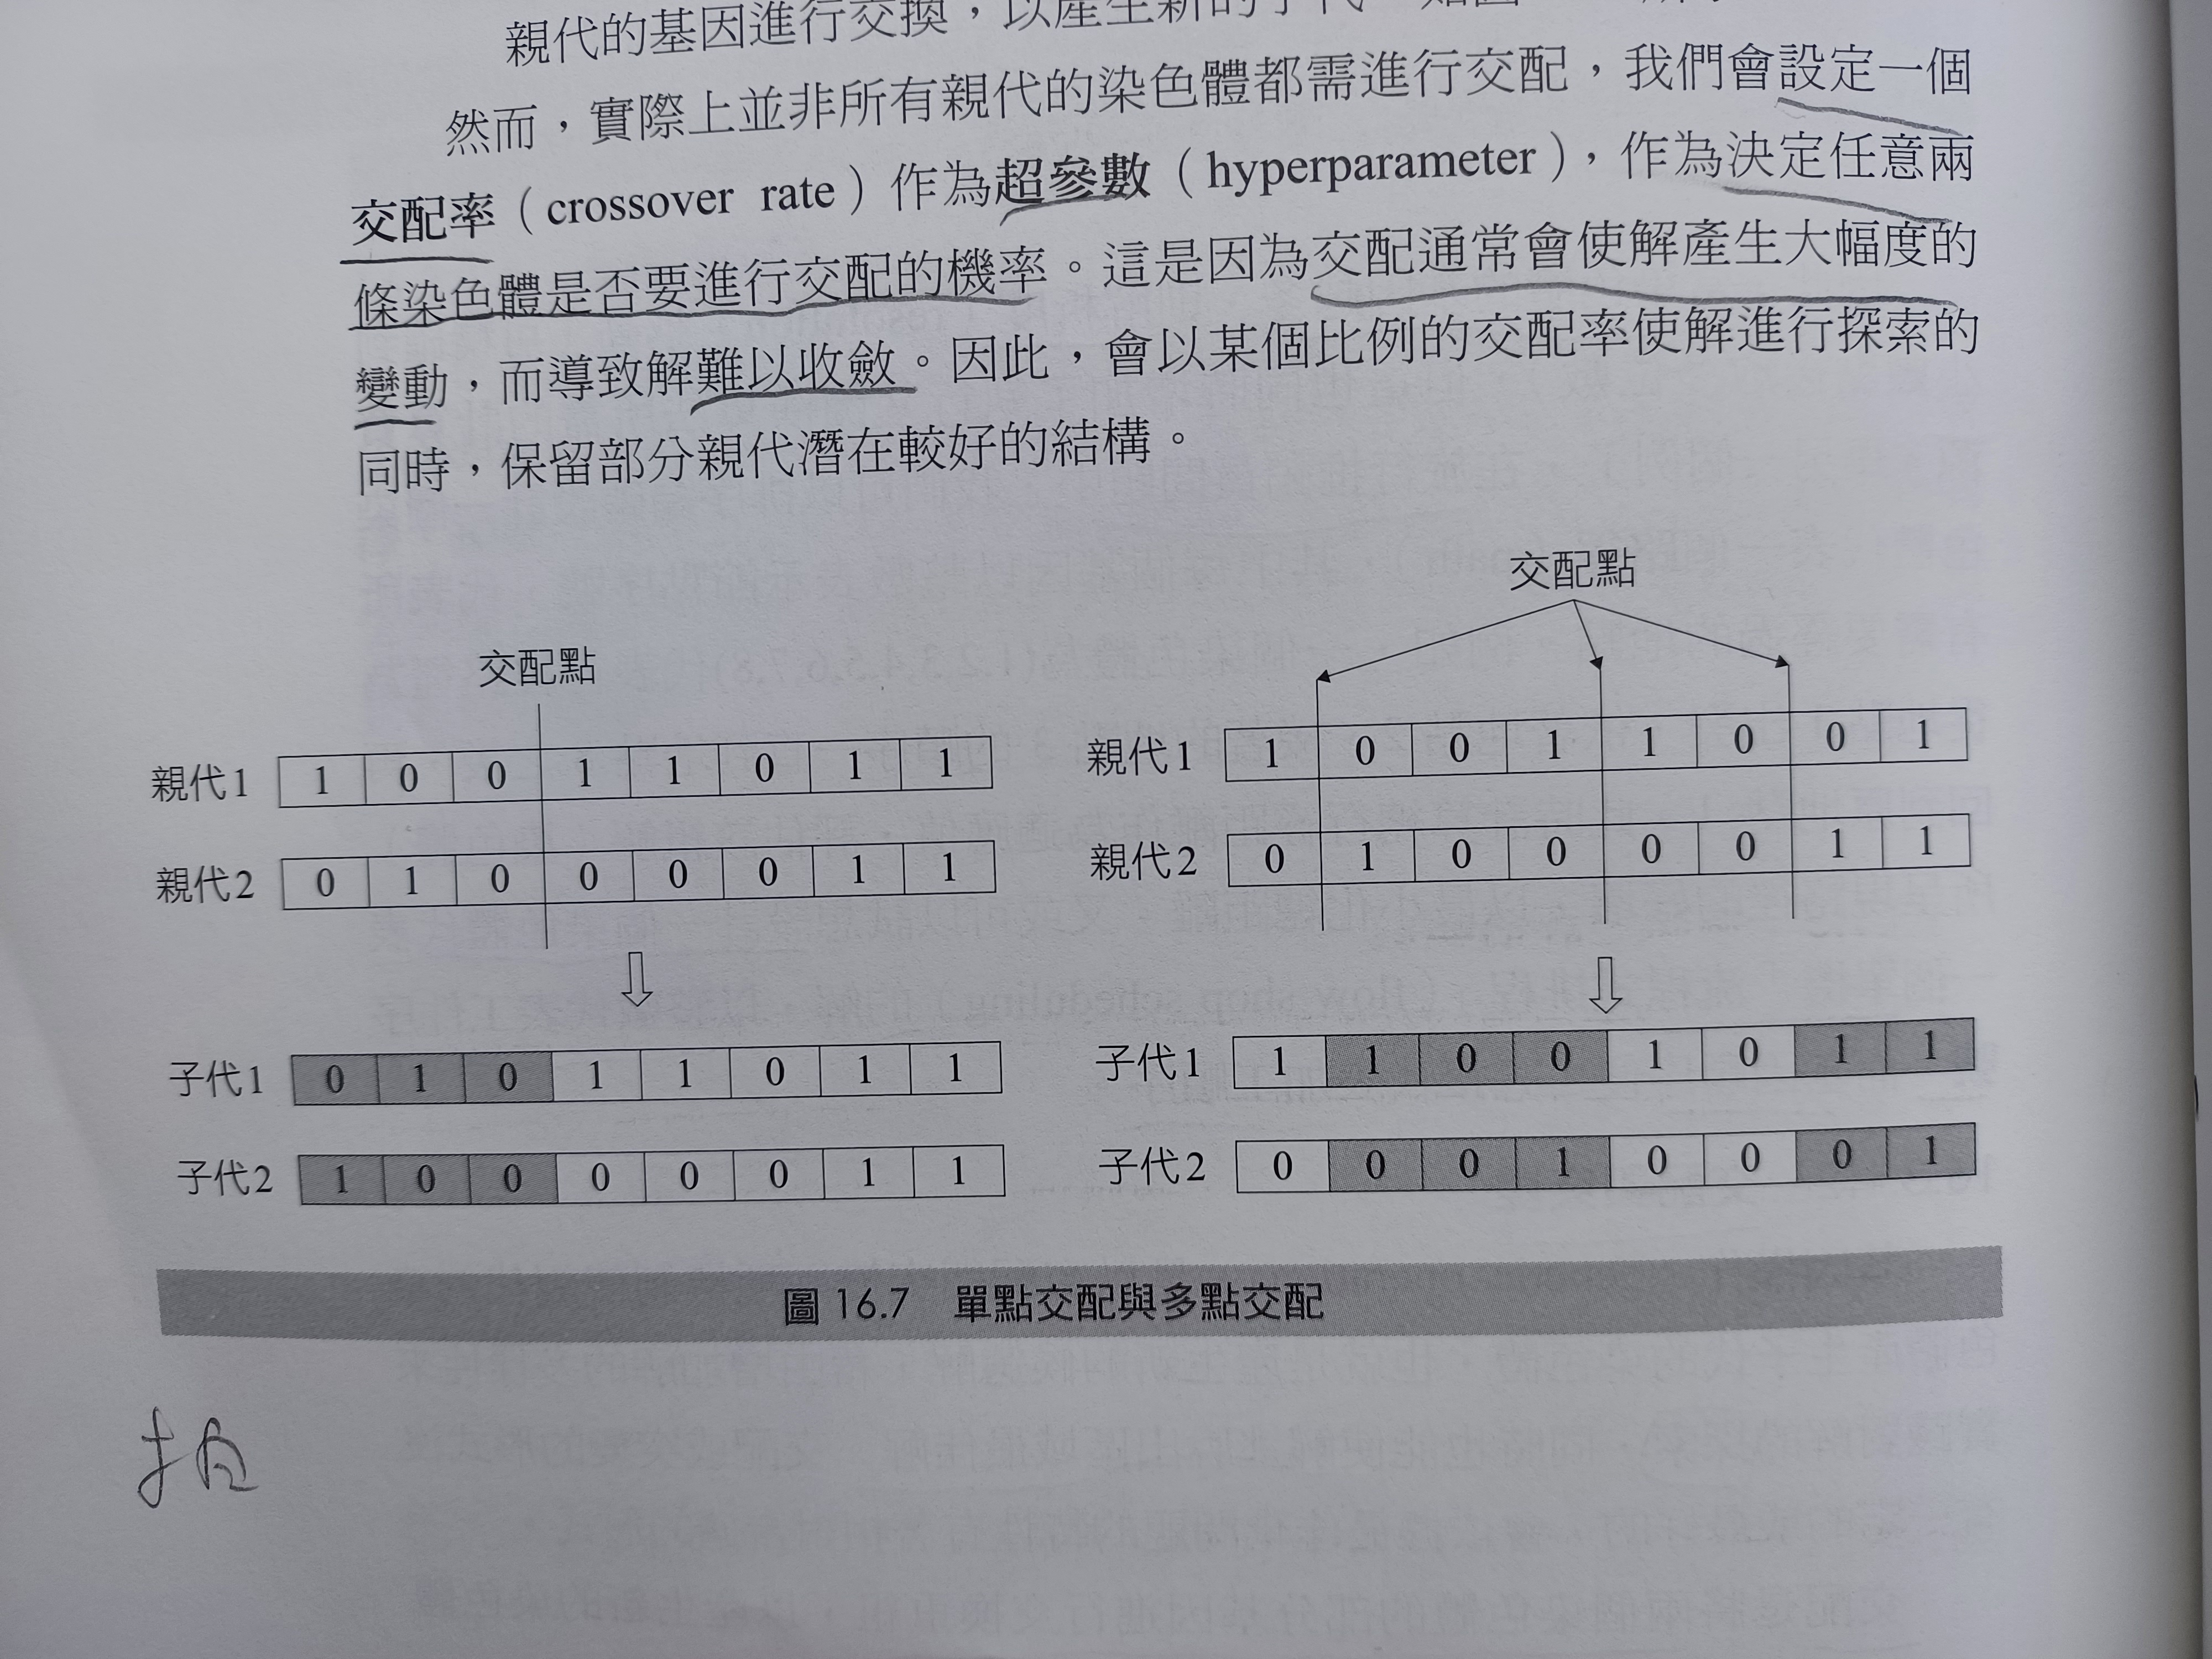 親代的基因進行交換，以產生新的子代
然而，實際上並非所有親代的染色體都需進行交配，我們會設定一個
交配率（crossover rate）作為超參數（hyperparameter），作為決定任意兩
條染色體是否要進行交配的機率。這是因為交配通常會使解產生大幅度的
變動，而導致解難以收斂。因此，會以某個比例的交配率使解進行探索的
同時，保留部分親代潛在較好的結構。
交配點
親代1 1 0 0 1 1 0 1 1
親代2 0 1 0 0 0 0 1 1
子代1 0 1 0 1 1 0 1 1
子代2 1 0 0 0 0 0 1 1
交配點
親代1 1 0 0 1 1 0 0 1
親代2 0 1 0 0 0 0 1 1
子代1 1 1 0 0 1 0 1 1
子代2 0 0 0 1 0 0 0 1
圖 16.7 單點交配與多點交配